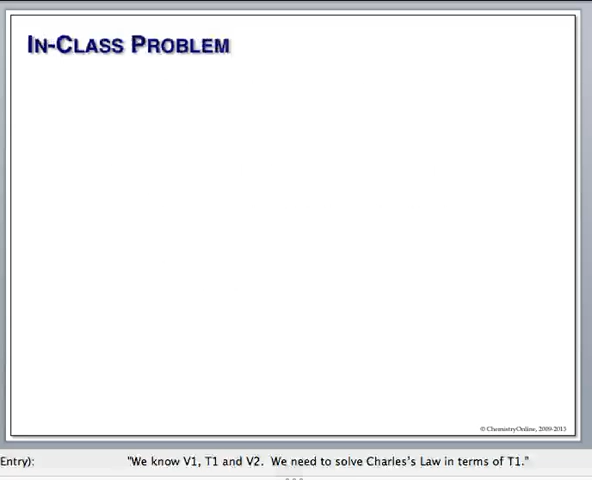 IN-CLASS PROBLEM
© ChemistryOnline, 2009-2013
Entry): "We know V1, T1 and V2. We need to solve Charles's Law in terms of T1."